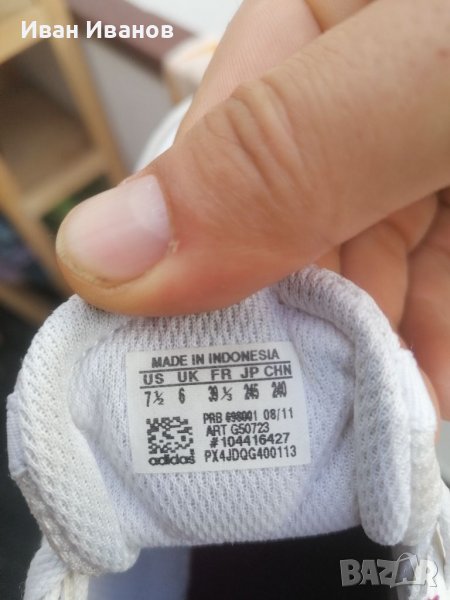 Иван Иванов
MADE IN INDONESIA
US UK FR JP CHN
7½ 6 39⅓ 245 240
PRB 698001 08/11
ART G50723
#104416427
adidas PX4JDQG400113
BAZAR